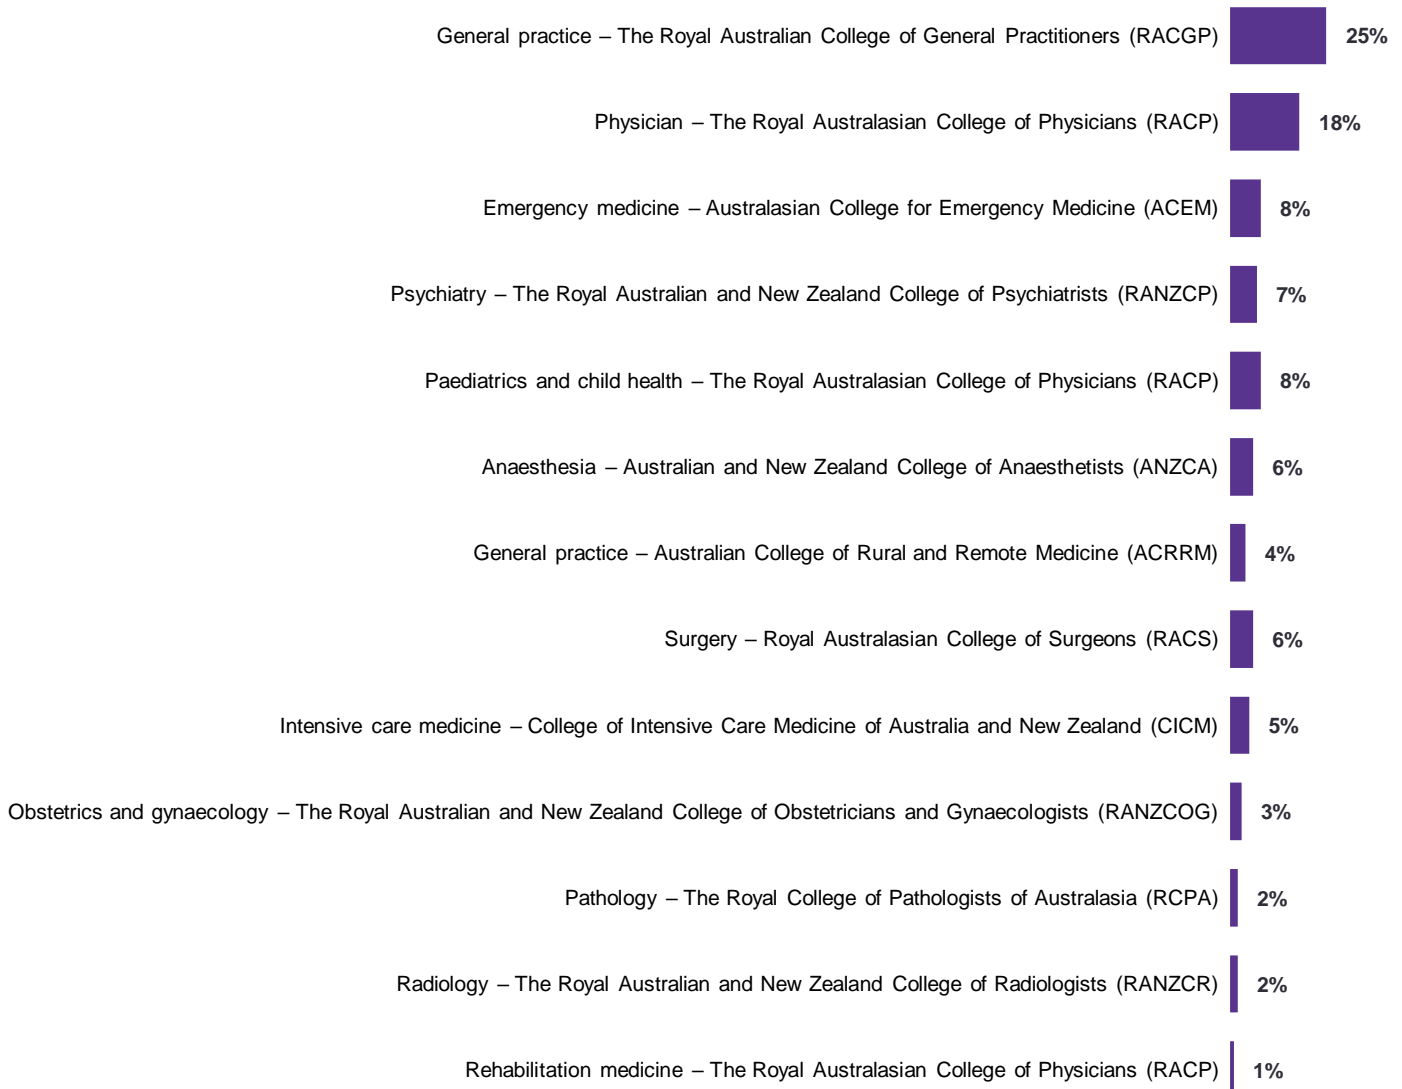 General practice – The Royal Australian College of General Practitioners (RACGP) 25%
Physician – The Royal Australasian College of Physicians (RACP) 18%
Emergency medicine – Australasian College for Emergency Medicine (ACEM) 8%
Psychiatry – The Royal Australian and New Zealand College of Psychiatrists (RANZCP) 7%
Paediatrics and child health – The Royal Australasian College of Physicians (RACP) 8%
Anaesthesia – Australian and New Zealand College of Anaesthetists (ANZCA) 6%
General practice – Australian College of Rural and Remote Medicine (ACRRM) 4%
Surgery – Royal Australasian College of Surgeons (RACS) 6%
Intensive care medicine – College of Intensive Care Medicine of Australia and New Zealand (CICM) 5%
Obstetrics and gynaecology – The Royal Australian and New Zealand College of Obstetricians and Gynaecologists (RANZCOG) 3%
Pathology – The Royal College of Pathologists of Australasia (RCPA) 2%
Radiology – The Royal Australian and New Zealand College of Radiologists (RANZCR) 2%
Rehabilitation medicine – The Royal Australasian College of Physicians (RACP) 1%